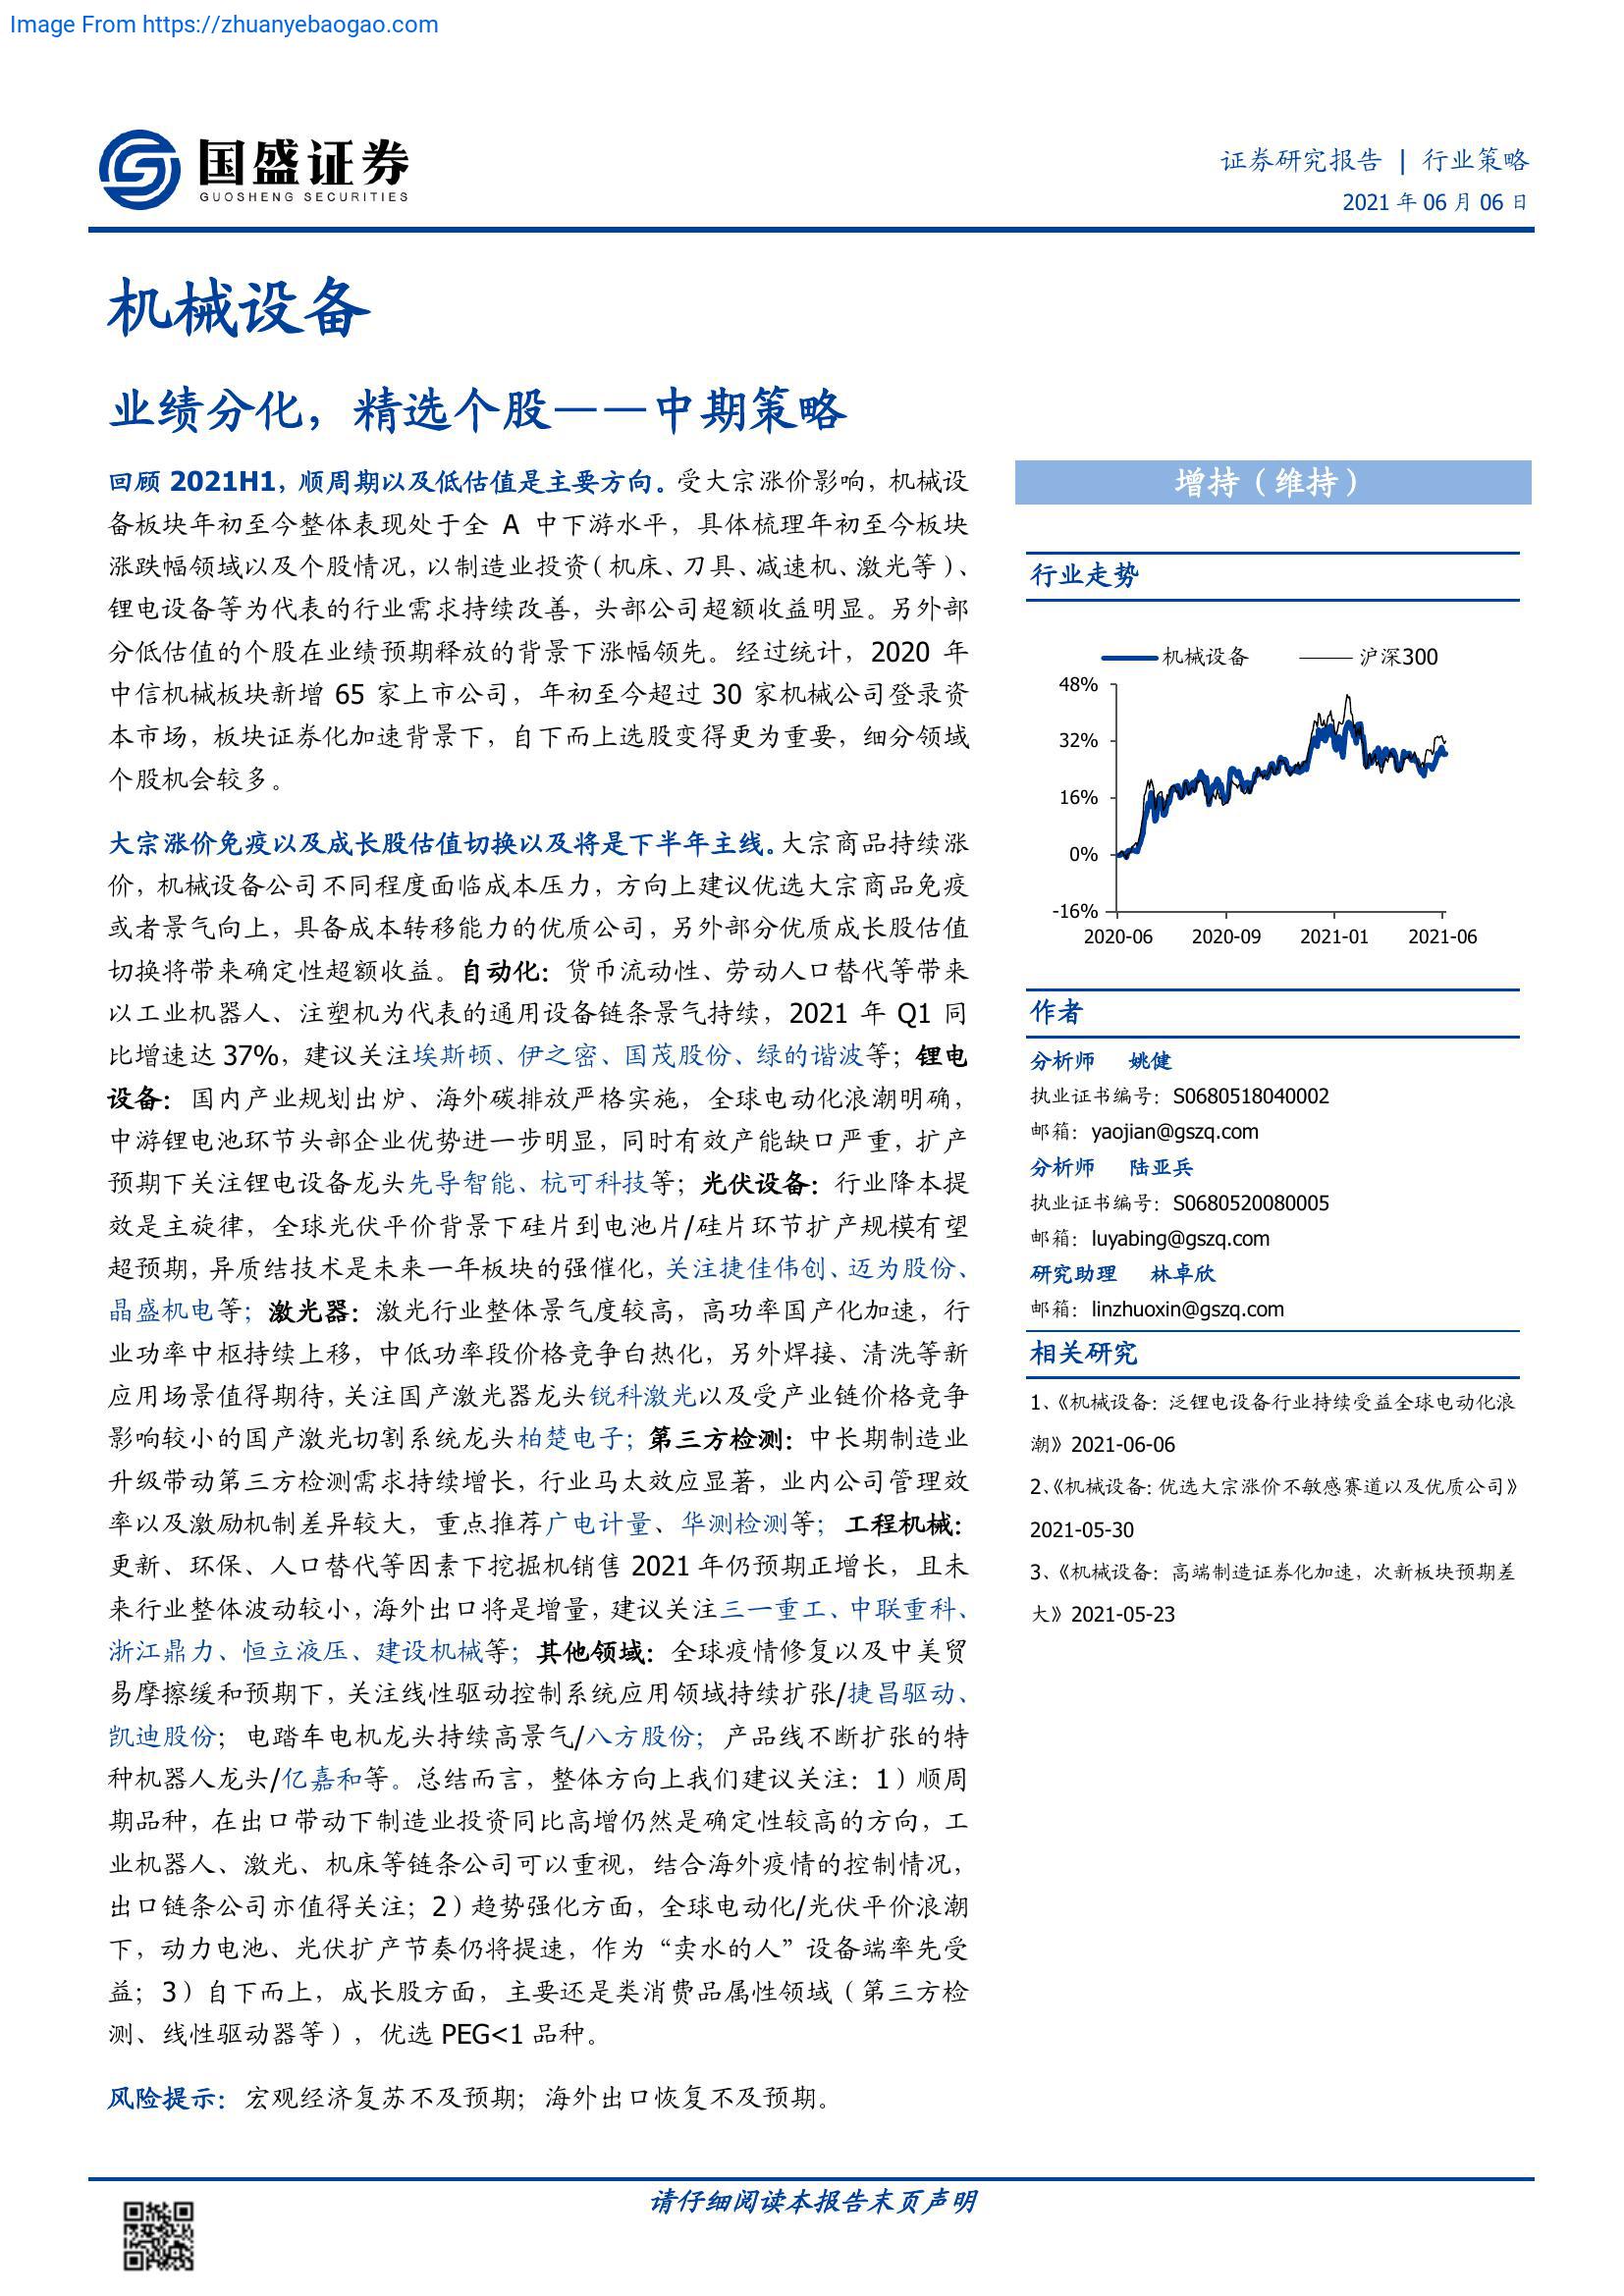 Image From https://zhuanyebaogao.com
国盛证券
GUOSHENG SECURITIES
证券研究报告 | 行业策略
2021 年 06 月 06 日
机械设备
业绩分化，精选个股——中期策略
回顾 2021H1，顺周期以及低估值是主要方向。受大宗涨价影响，机械设
备板块年初至今整体表现处于全 A 中下游水平，具体梳理年初至今板块
涨跌幅领域以及个股情况，以制造业投资（机床、刀具、减速机、激光等）、
锂电设备等为代表的行业需求持续改善，头部公司超额收益明显。另外部
分低估值的个股在业绩预期释放的背景下涨幅领先。经过统计，2020 年
中信机械板块新增 65 家上市公司，年初至今超过 30 家机械公司登录资
本市场，板块证券化加速背景下，自下而上选股变得更为重要，细分领域
个股机会较多。
大宗涨价免疫以及成长股估值切换以及将是下半年主线。大宗商品持续涨
价，机械设备公司不同程度面临成本压力，方向上建议优选大宗商品免疫
或者景气向上，具备成本转移能力的优质公司，另外部分优质成长股估值
切换将带来确定性超额收益。自动化：货币流动性、劳动人口替代等带来
以工业机器人、注塑机为代表的通用设备链条景气持续，2021 年 Q1 同
比增速达 37%，建议关注埃斯顿、伊之密、国茂股份、绿的谐波等；锂电
设备：国内产业规划出炉、海外碳排放严格实施，全球电动化浪潮明确，
中游锂电池环节头部企业优势进一步明显，同时有效产能缺口严重，扩产
预期下关注锂电设备龙头先导智能、杭可科技等；光伏设备：行业降本提
效是主旋律，全球光伏平价背景下硅片到电池片/硅片环节扩产规模有望
超预期，异质结技术是未来一年板块的强催化，关注捷佳伟创、迈为股份、
晶盛机电等；激光器：激光行业整体景气度较高，高功率国产化加速，行
业功率中枢持续上移，中低功率段价格竞争白热化，另外焊接、清洗等新
应用场景值得期待，关注国产激光器龙头锐科激光以及受产业链价格竞争
影响较小的国产激光切割系统龙头柏楚电子；第三方检测：中长期制造业
升级带动第三方检测需求持续增长，行业马太效应显著，业内公司管理效
率以及激励机制差异较大，重点推荐广电计量、华测检测等；工程机械：
更新、环保、人口替代等因素下挖掘机销售 2021 年仍预期正增长，且未
来行业整体波动较小，海外出口将是增量，建议关注三一重工、中联重科、
浙江鼎力、恒立液压、建设机械等；其他领域：全球疫情修复以及中美贸
易摩擦缓和预期下，关注线性驱动控制系统应用领域持续扩张/捷昌驱动、
凯迪股份；电踏车电机龙头持续高景气/八方股份；产品线不断扩张的特
种机器人龙头/亿嘉和等。总结而言，整体方向上我们建议关注：1）顺周
期品种，在出口带动下制造业投资同比高增仍然是确定性较高的方向，工
业机器人、激光、机床等链条公司可以重视，结合海外疫情的控制情况，
出口链条公司亦值得关注；2）趋势强化方面，全球电动化/光伏平价浪潮
下，动力电池、光伏扩产节奏仍将提速，作为“卖水的人”设备端率先受
益；3）自下而上，成长股方面，主要还是类消费品属性领域（第三方检
测、线性驱动器等），优选 PEG<1 品种。
风险提示：宏观经济复苏不及预期；海外出口恢复不及预期。
增持（维持）
行业走势
机械设备 沪深300
48%
32%
16%
0%
-16%
2020-06 2020-09 2021-01 2021-06
作者
分析师 姚健
执业证书编号：S0680518040002
邮箱：yaojian@gszq.com
分析师 陆亚兵
执业证书编号：S0680520080005
邮箱：luyabing@gszq.com
研究助理 林卓欣
邮箱：linzhuoxin@gszq.com
相关研究
1、《机械设备：泛锂电设备行业持续受益全球电动化浪
潮》2021-06-06
2、《机械设备：优选大宗涨价不敏感赛道以及优质公司》
2021-05-30
3、《机械设备：高端制造证券化加速，次新板块预期差
大》2021-05-23
请仔细阅读本报告末页声明